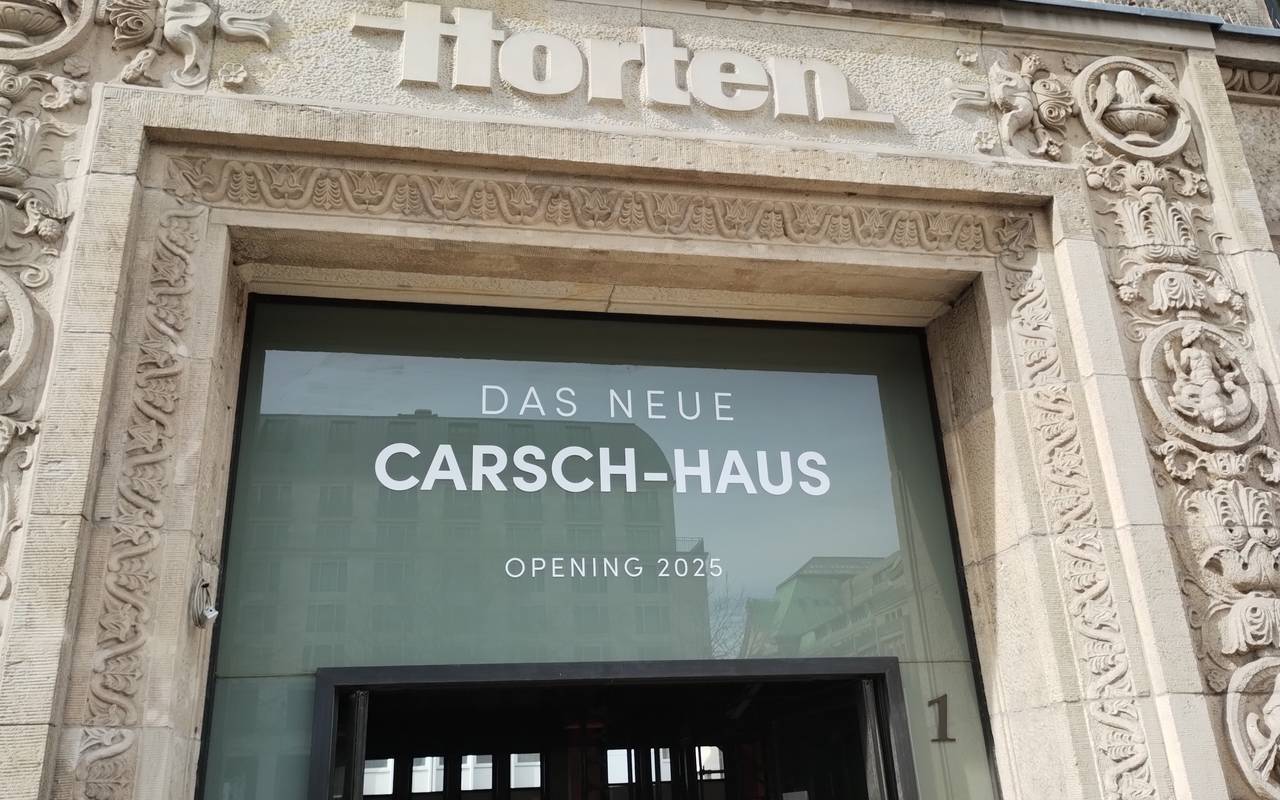 Horten
DAS NEUE
CARSCH-HAUS
OPENING 2025
1